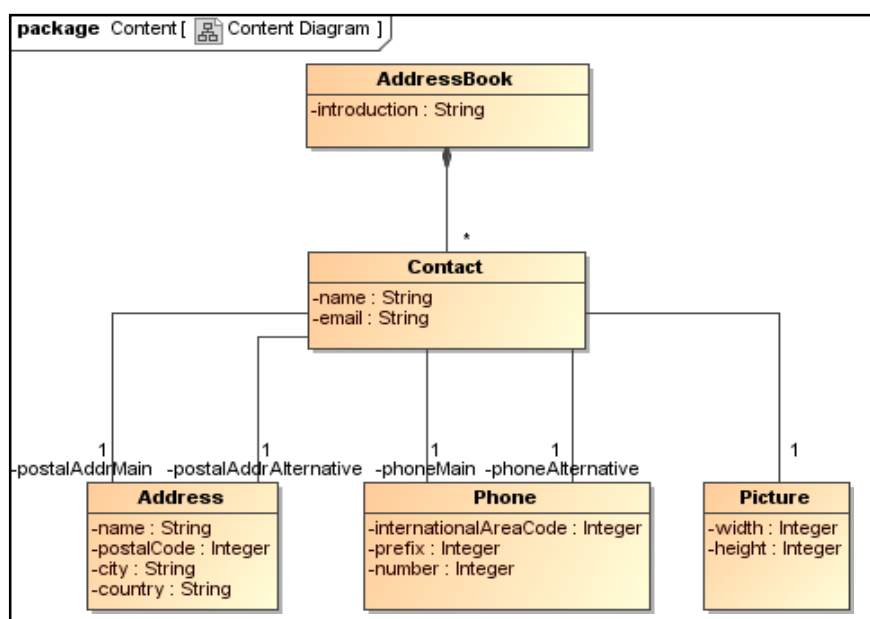 package Content [ Content Diagram ]
AddressBook
-introduction : String
*
Contact
-name : String
-email : String
1
-postalAddrMain
1
-postalAddrAlternative
1
-phoneMain
1
-phoneAlternative
1
Address
-name : String
-postalCode : Integer
-city : String
-country : String
Phone
-internationalAreaCode : Integer
-prefix : Integer
-number : Integer
Picture
-width : Integer
-height : Integer